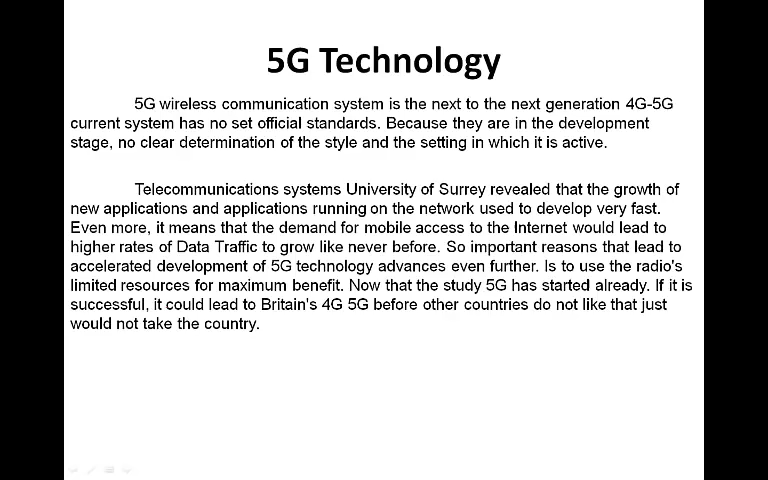 5G Technology
5G wireless communication system is the next to the next generation 4G-5G
current system has no set official standards. Because they are in the development
stage, no clear determination of the style and the setting in which it is active.
Telecommunications systems University of Surrey revealed that the growth of
new applications and applications running on the network used to develop very fast.
Even more, it means that the demand for mobile access to the Internet would lead to
higher rates of Data Traffic to grow like never before. So important reasons that lead to
accelerated development of 5G technology advances even further. Is to use the radio's
limited resources for maximum benefit. Now that the study 5G has started already. If it is
successful, it could lead to Britain's 4G 5G before other countries do not like that just
would not take the country.